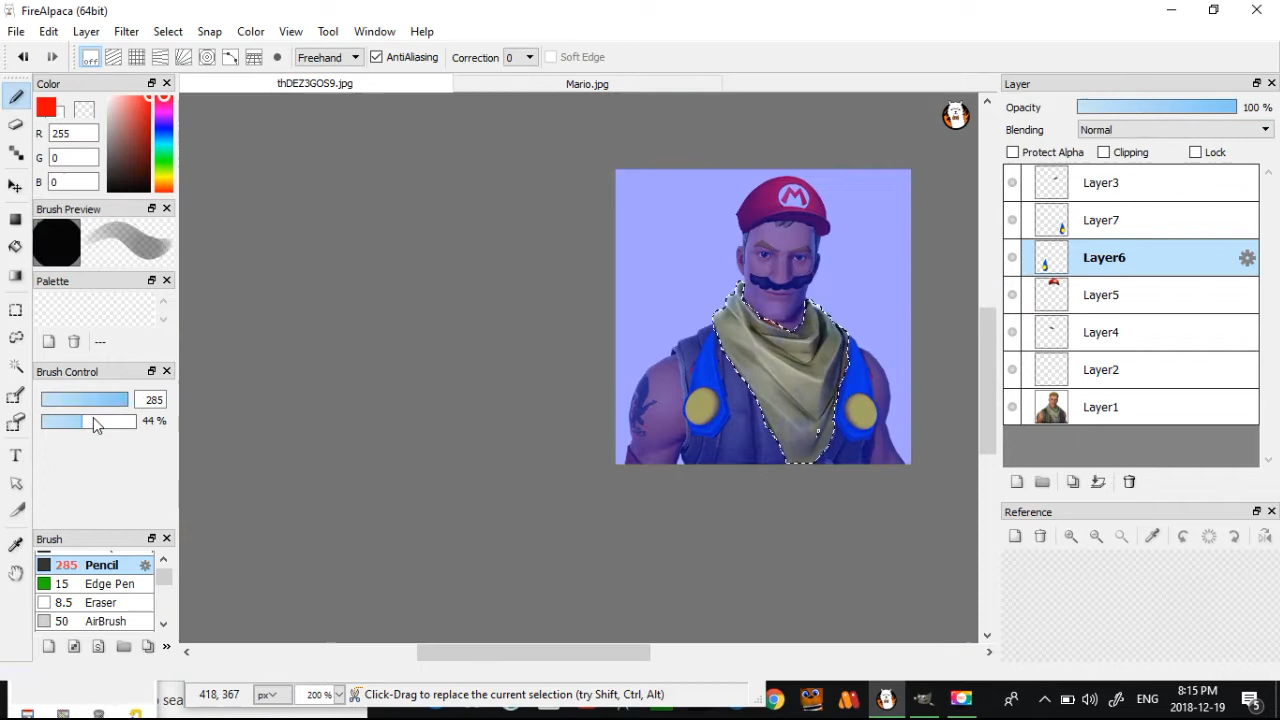 FireAlpaca (64bit)
File Edit Layer Filter Select Snap Color View Tool Window Help
off Freehand AntiAliasing Correction 0 Soft Edge
Color
thDEZ3GOS9.jpg Mario.jpg
R 255
G 0
B 0
Brush Preview
Palette
---
Brush Control
285
44 %
Brush
285 Pencil
15 Edge Pen
8.5 Eraser
50 AirBrush
M
Layer
Opacity 100 %
Blending Normal
Protect Alpha Clipping Lock
Layer3
Layer7
Layer6
Layer5
Layer4
Layer2
Layer1
Reference
418, 367 px 200 % Click-Drag to replace the current selection (try Shift, Ctrl, Alt)
ENG 8:15 PM
2018-12-19 5